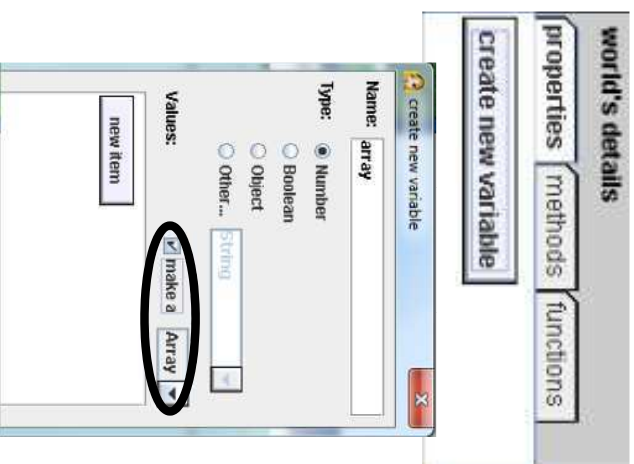 world's details
properties methods functions
create new variable
create new variable
Name: array
Type: Number
Boolean
Object
Other... String
Values: make a Array
new item